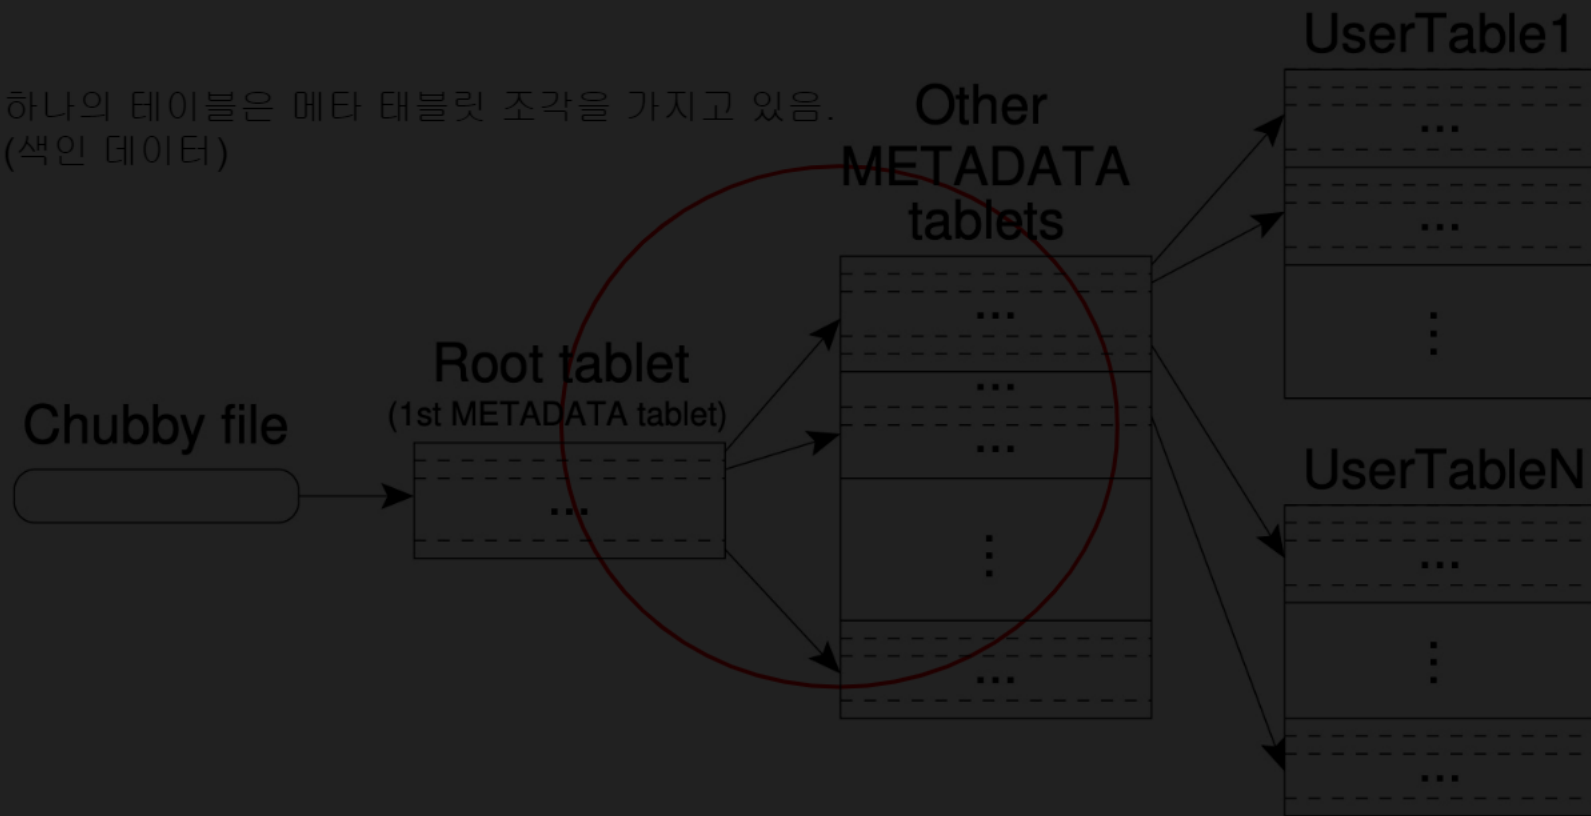 하나의 테이블은 메타 태블릿 조각을 가지고 있음.
(색인 데이터)
Chubby file
Root tablet
(1st METADATA tablet)
...
Other
METADATA
tablets
...
...
...
...
UserTable1
...
...
UserTableN
...
...